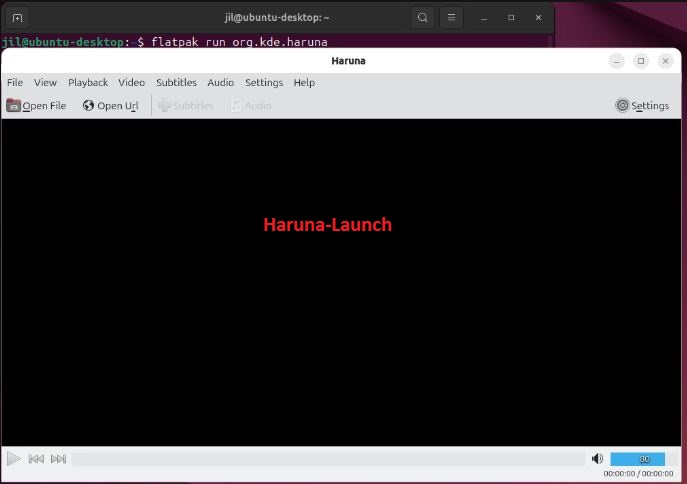 jil@ubuntu-desktop: ~
jil@ubuntu-desktop:~$ flatpak run org.kde.haruna
Haruna
File View Playback Video Subtitles Audio Settings Help
Open File Open Url Subtitles Audio Settings
Haruna-Launch
80
00:00:00 / 00:00:00